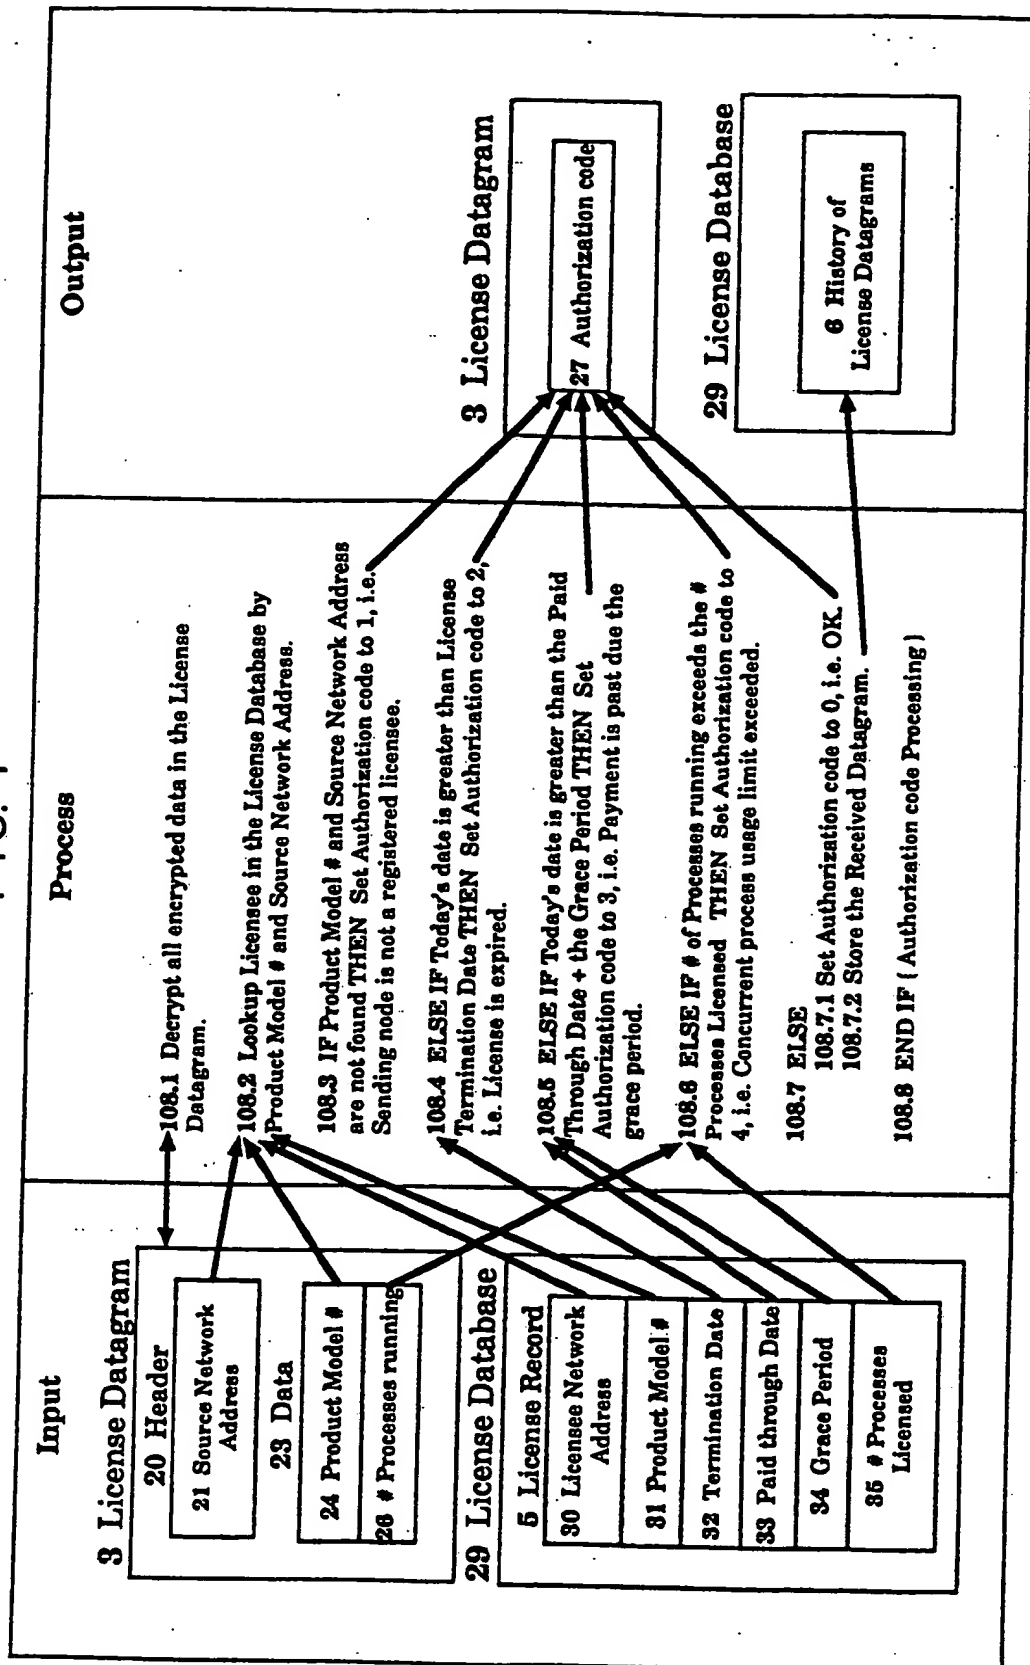 Input
3 License Datagram
20 Header
21 Source Network
Address
23 Data
24 Product Model #
26 # Processes running
29 License Database
5 License Record
30 Licensee Network
Address
31 Product Model #
32 Termination Date
33 Paid through Date
34 Grace Period
35 # Processes
Licensed
Process
108.1 Decrypt all encrypted data in the License
Datagram.
108.2 Lookup Licensee in the License Database by
Product Model # and Source Network Address.
108.3 IF Product Model # and Source Network Address
are not found THEN Set Authorization code to 1, i.e.
Sending node is not a registered licensee.
108.4 ELSE IF Today's date is greater than License
Termination Date THEN Set Authorization code to 2,
i.e. License is expired.
108.5 ELSE IF Today's date is greater than the Paid
Through Date + the Grace Period THEN Set
Authorization code to 3, i.e. Payment is past due the
grace period.
108.6 ELSE IF # of Processes running exceeds the #
Processes Licensed THEN Set Authorization code to
4, i.e. Concurrent process usage limit exceeded.
108.7 ELSE
108.7.1 Set Authorization code to 0, i.e. OK.
108.7.2 Store the Received Datagram.
108.8 END IF { Authorization code Processing }
Output
3 License Datagram
27 Authorization code
29 License Database
6 History of
License Datagrams